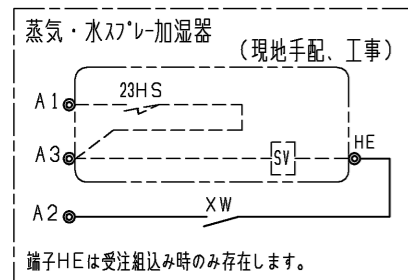 蒸気・水スプレー加湿器
(現地手配、工事)
23HS
A1
A3
SV
HE
XW
A2
端子HEは受注組込み時のみ存在します。